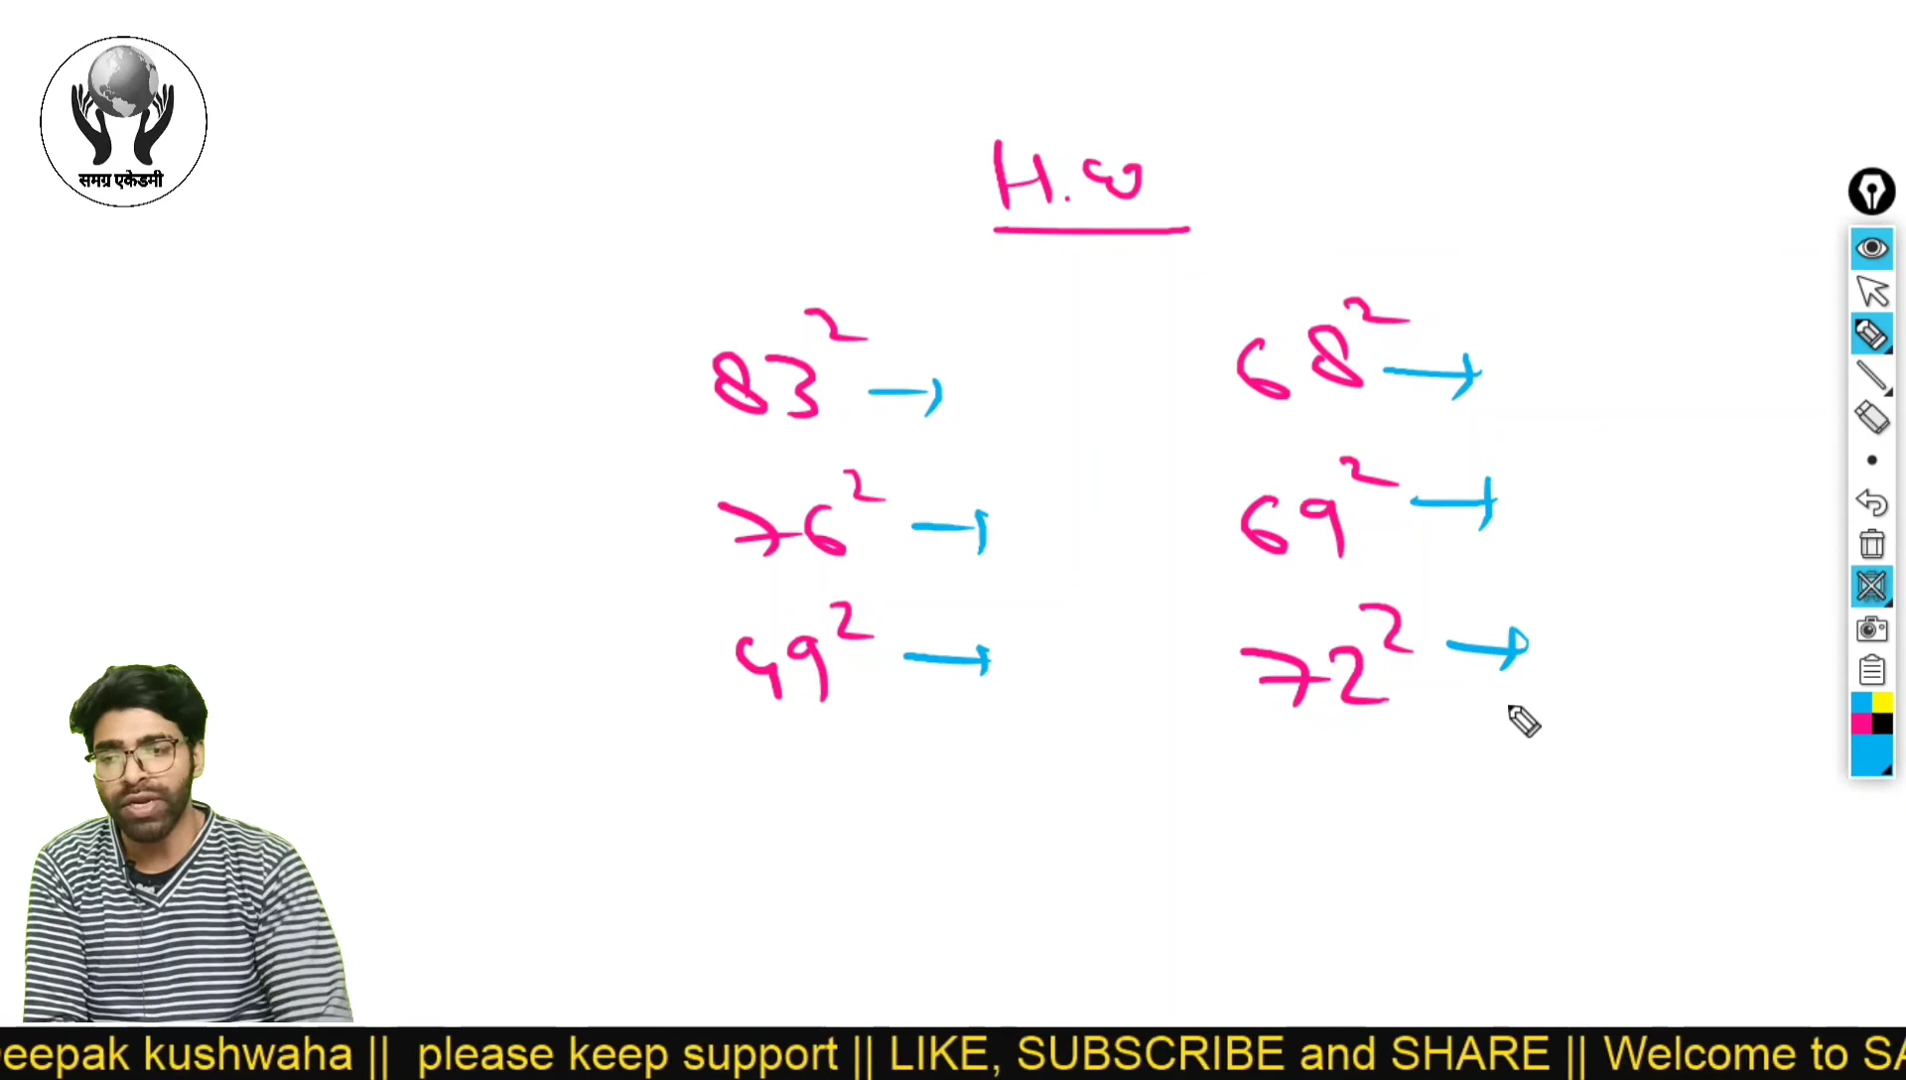 समग्र एकेडमी
H.W
83² →
68² →
76² →
69² →
49² →
72² →
eepak kushwaha || please keep support || LIKE, SUBSCRIBE and SHARE || Welcome to SA